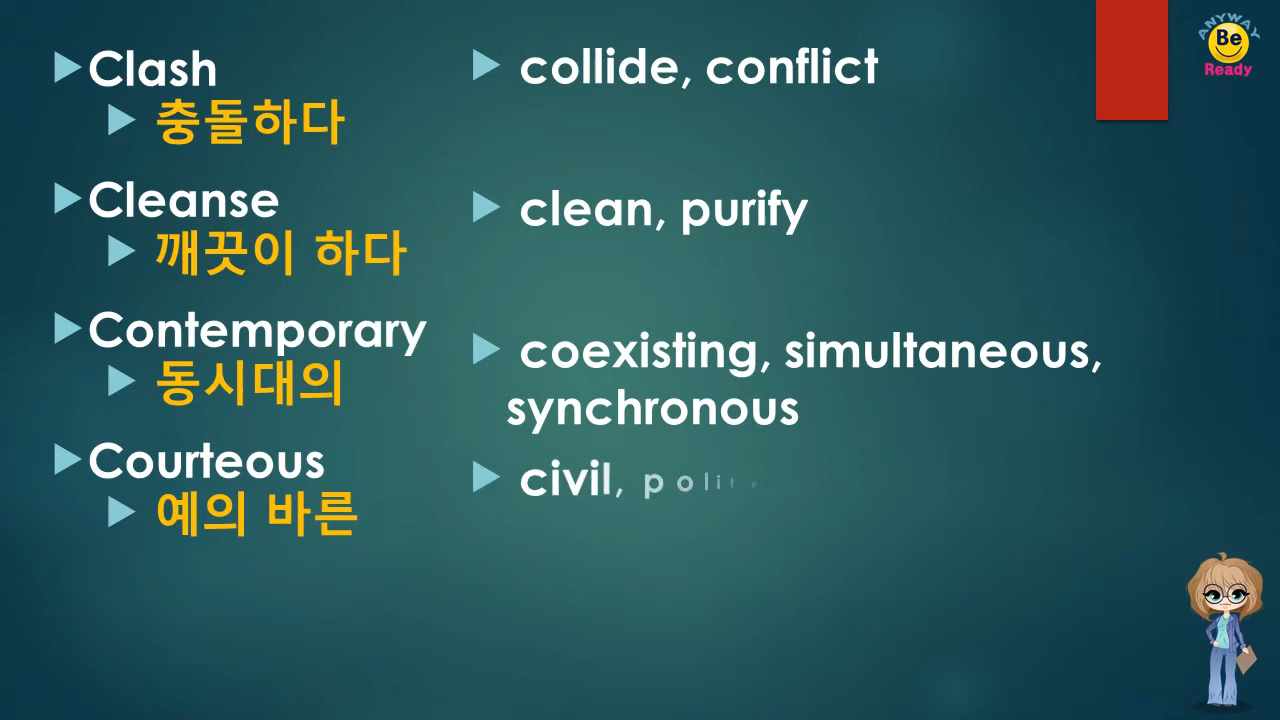 Clash
충돌하다
Cleanse
깨끗이 하다
Contemporary
동시대의
Courteous
예의 바른
collide, conflict
clean, purify
coexisting, simultaneous,
synchronous
civil, polite
ANYWAY
Be
Ready